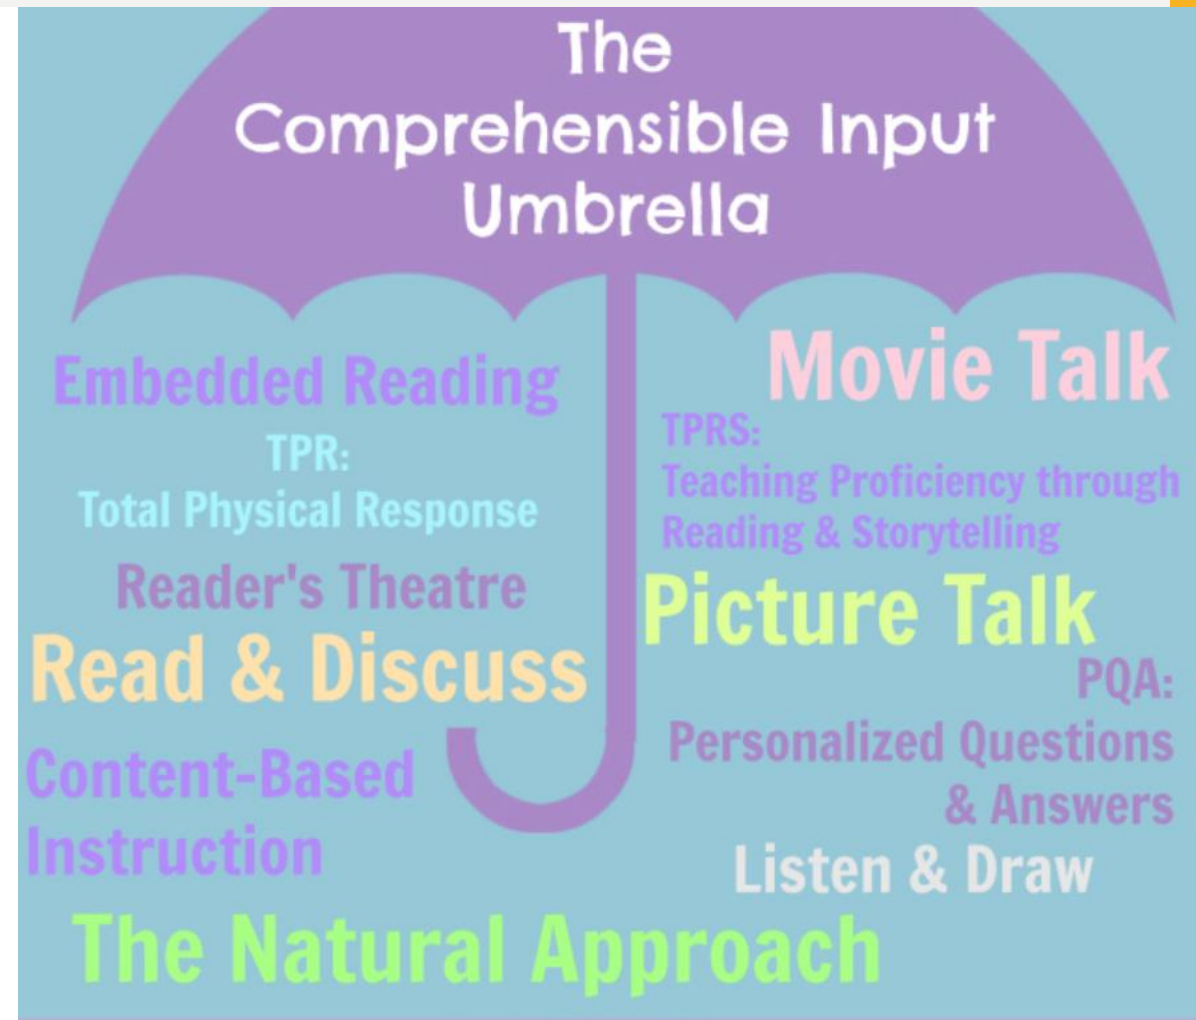 The
Comprehensible Input
Umbrella
Embedded Reading
TPR:
Total Physical Response
Reader's Theatre
Read & Discuss
Content-Based
Instruction
Movie Talk
TPRS:
Teaching Proficiency through
Reading & Storytelling
Picture Talk
PQA:
Personalized Questions
& Answers
Listen & Draw
The Natural Approach